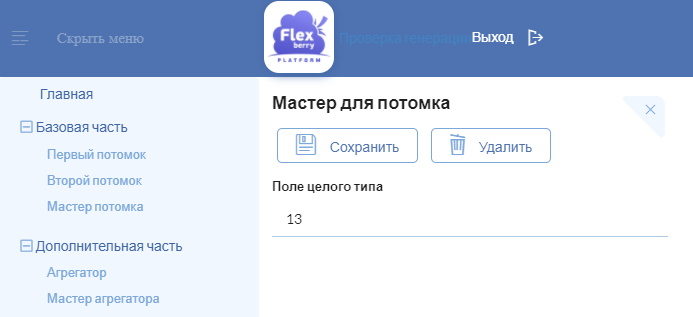 Скрыть меню
Flex
berry
PLATFORM
Проверка генерации
Выход
Главная
Базовая часть
Первый потомок
Второй потомок
Мастер потомка
Дополнительная часть
Агрегатор
Мастер агрегатора
Мастер для потомка
Сохранить
Удалить
Поле целого типа
13